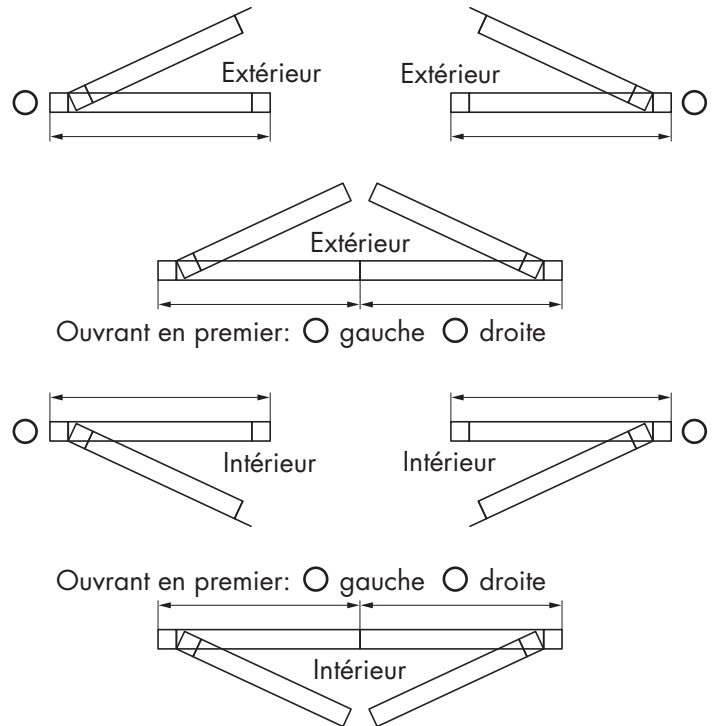 Extérieur Extérieur
Extérieur
Ouvrant en premier: gauche droite
Intérieur Intérieur
Ouvrant en premier: gauche droite
Intérieur